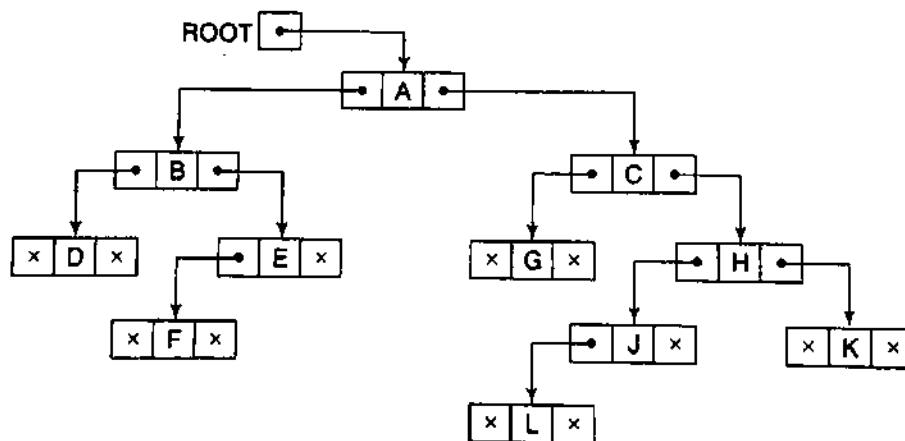 ROOT
A
B
C
× D ×
E ×
× G ×
H
× F ×
J ×
× K ×
× L ×